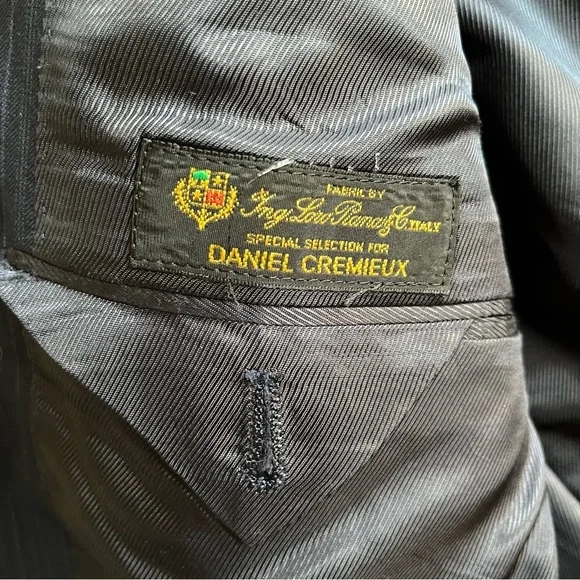 FABRIC BY
Ing. Loro Piana & C. ITALY
SPECIAL SELECTION FOR
DANIEL CREMIEUX